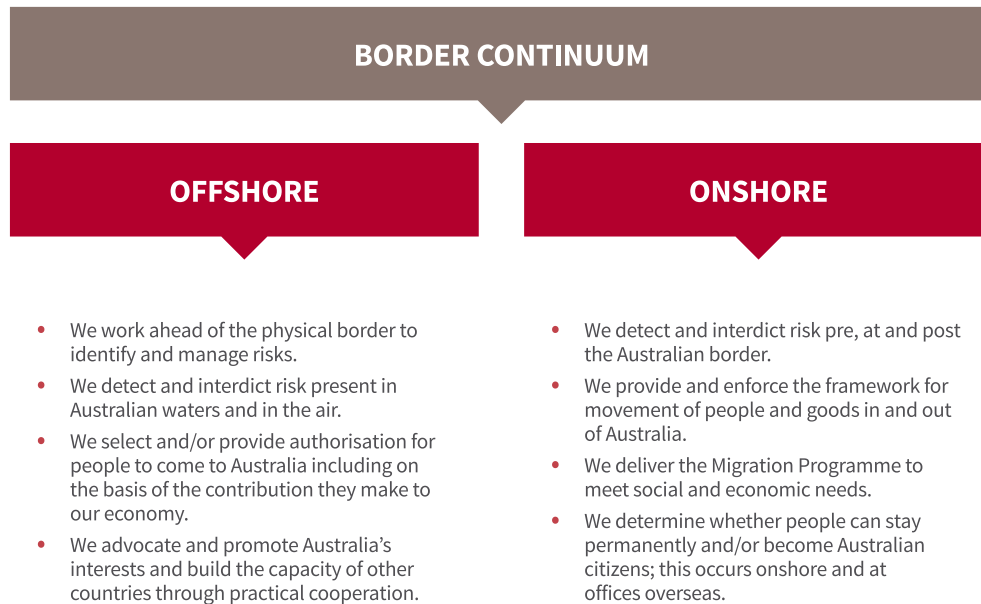 BORDER CONTINUUM
OFFSHORE
• We work ahead of the physical border to
identify and manage risks.
• We detect and interdict risk present in
Australian waters and in the air.
• We select and/or provide authorisation for
people to come to Australia including on
the basis of the contribution they make to
our economy.
• We advocate and promote Australia’s
interests and build the capacity of other
countries through practical cooperation.
ONSHORE
• We detect and interdict risk pre, at and post
the Australian border.
• We provide and enforce the framework for
movement of people and goods in and out
of Australia.
• We deliver the Migration Programme to
meet social and economic needs.
• We determine whether people can stay
permanently and/or become Australian
citizens; this occurs onshore and at
offices overseas.